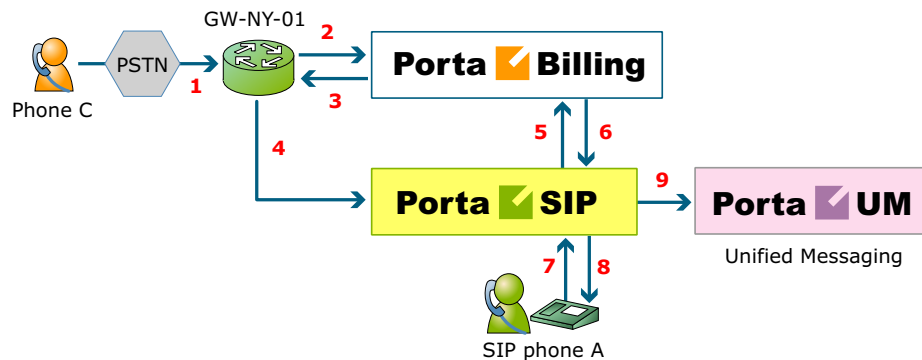 GW-NY-01
Phone C
PSTN
1
2
3
Porta Billing
4
5
6
Porta SIP
9
Porta UM
Unified Messaging
7
8
SIP phone A